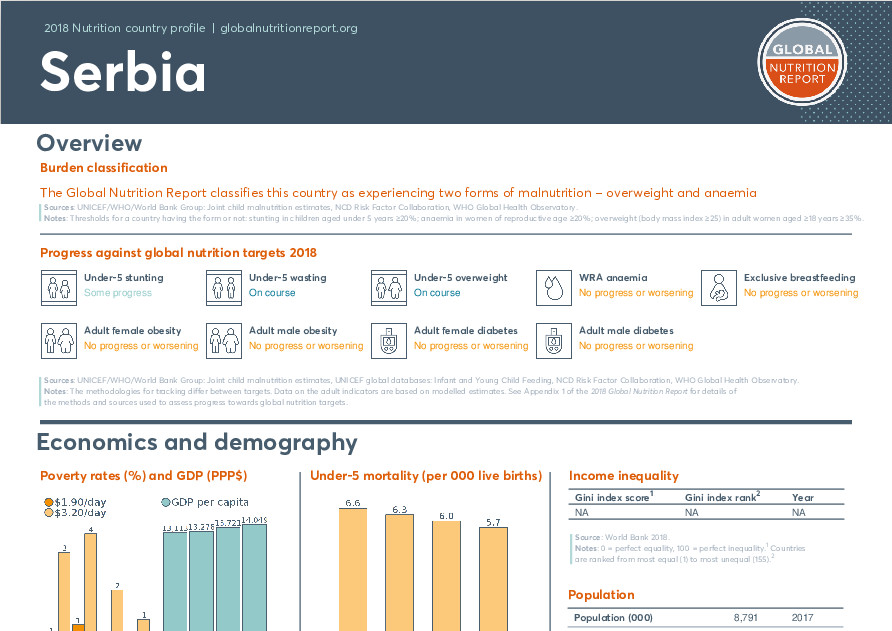 2018 Nutrition country profile | globalnutritionreport.org
Serbia
GLOBAL
NUTRITION
REPORT
Overview
Burden classification
The Global Nutrition Report classifies this country as experiencing two forms of malnutrition – overweight and anaemia
Sources: UNICEF/WHO/World Bank Group: Joint child malnutrition estimates, NCD Risk Factor Collaboration, WHO Global Health Observatory.
Notes: Thresholds for a country having the form or not: stunting in children aged under 5 years ≥20%; anaemia in women of reproductive age ≥20%; overweight (body mass index ≥25) in adult women aged ≥18 years ≥35%.
Progress against global nutrition targets 2018
Under-5 stunting
Some progress
Under-5 wasting
On course
Under-5 overweight
On course
WRA anaemia
No progress or worsening
Exclusive breastfeeding
No progress or worsening
Adult female obesity
No progress or worsening
Adult male obesity
No progress or worsening
Adult female diabetes
No progress or worsening
Adult male diabetes
No progress or worsening
Sources: UNICEF/WHO/World Bank Group: Joint child malnutrition estimates, UNICEF global databases: Infant and Young Child Feeding, NCD Risk Factor Collaboration, WHO Global Health Observatory.
Notes: The methodologies for tracking differ between targets. Data on the adult indicators are based on modelled estimates. See Appendix 1 of the 2018 Global Nutrition Report for details of
the methods and sources used to assess progress towards global nutrition targets.
Economics and demography
Poverty rates (%) and GDP (PPP$)
$1.90/day
$3.20/day
GDP per capita
4
2
1
13,278
14,049
Under-5 mortality (per 000 live births)
6.6
6.3
6.0
5.7
Income inequality
Gini index score1 Gini index rank2 Year
NA NA NA
Source: World Bank 2018.
Notes: 0 = perfect equality, 100 = perfect inequality.1 Countries
are ranked from most equal (1) to most unequal (155).2
Population
Population (000) 8,791 2017